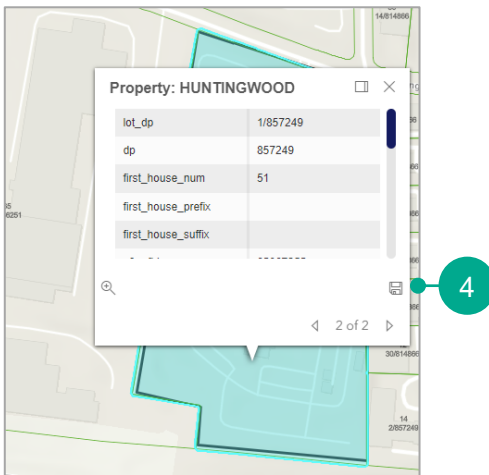 14/814866
Property: HUNTINGWOOD
lot_dp 1/857249
dp 857249
first_house_num 51
first_house_prefix
first_house_suffix
6251
4
2 of 2
30/814866
14
2/857249